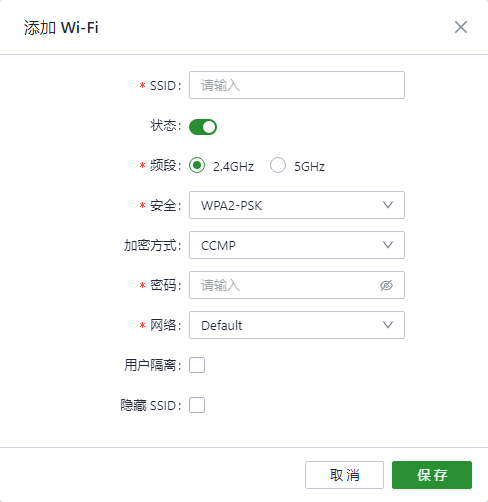 添加 Wi-Fi
* SSID:
请输入
状态:
* 频段:
2.4GHz
5GHz
* 安全:
WPA2-PSK
加密方式:
CCMP
* 密码:
请输入
* 网络:
Default
用户隔离:
隐藏 SSID:
取 消
保 存